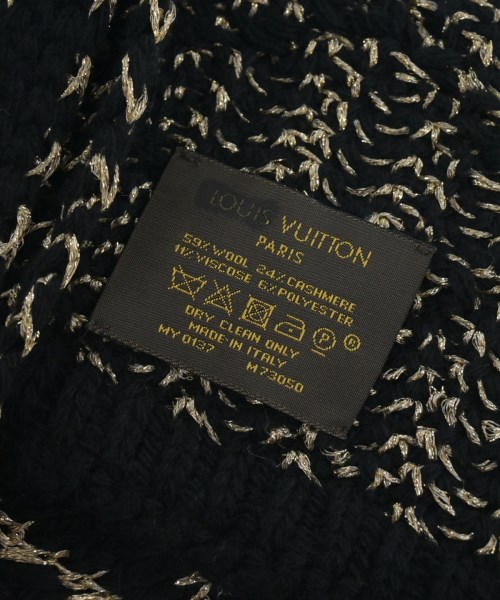 LOUIS VUITTON
PARIS
59% WOOL 24% CASHMERE
11% VISCOSE 6% POLYESTER
P ®
DRY CLEAN ONLY
MADE IN ITALY
MY 0137 M73050